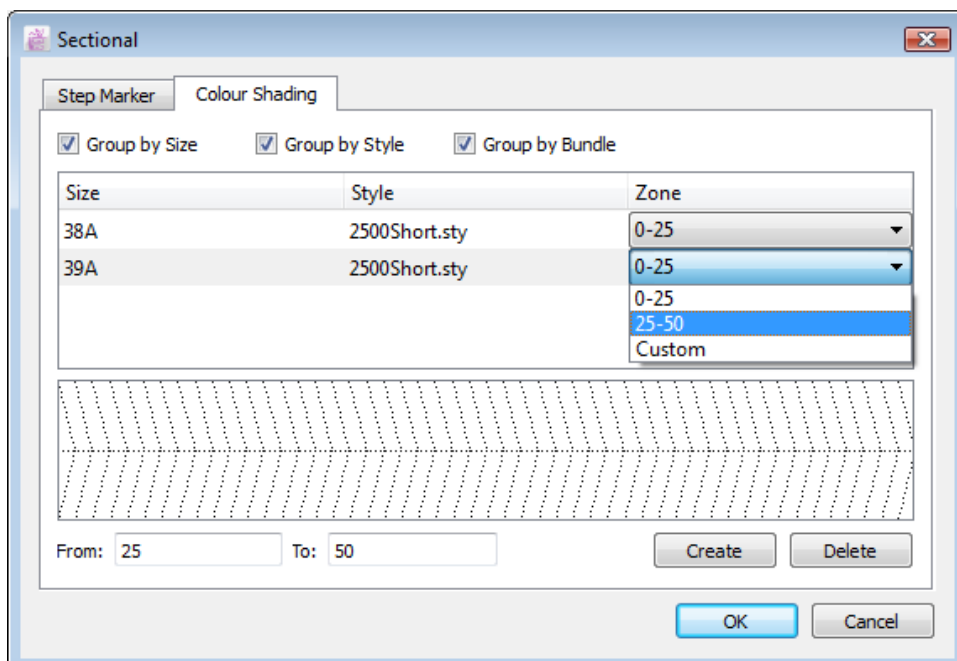 Sectional
Step Marker Colour Shading
Group by Size Group by Style Group by Bundle
Size Style Zone
38A 2500Short.sty 0-25
39A 2500Short.sty 0-25
0-25
25-50
Custom
From: 25 To: 50 Create Delete
OK Cancel